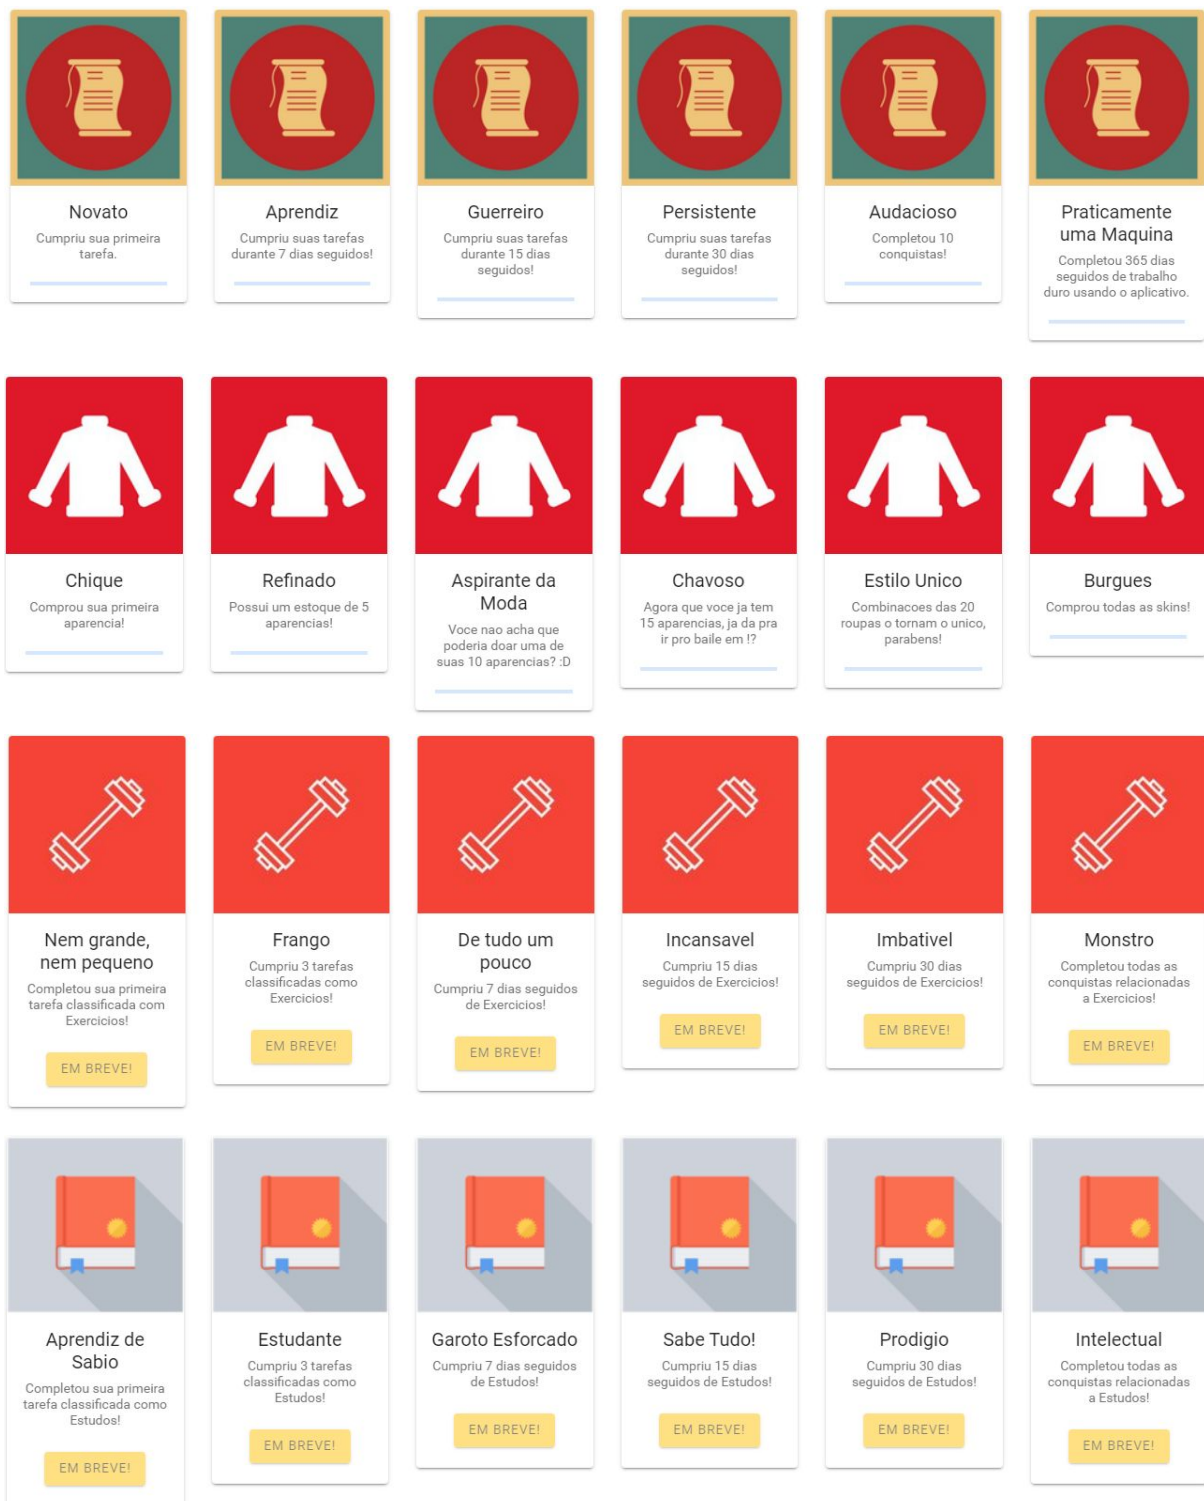 Novato
Cumpriu sua primeira
tarefa.
Aprendiz
Cumpriu suas tarefas
durante 7 dias seguidos!
Guerreiro
Cumpriu suas tarefas
durante 15 dias
seguidos!
Persistente
Cumpriu suas tarefas
durante 30 dias
seguidos!
Audacioso
Completou 10
conquistas!
Praticamente
uma Maquina
Completou 365 dias
seguidos de trabalho
duro usando o aplicativo.
Chique
Comprou sua primeira
aparencia!
Refinado
Possui um estoque de 5
aparencias!
Aspirante da
Moda
Voce nao acha que
poderia doar uma de
suas 10 aparencias? :D
Chavoso
Agora que voce ja tem
15 aparencias, ja da pra
ir pro baile em !?
Estilo Unico
Combinacoes das 20
roupas o tornam o unico,
parabens!
Burgues
Comprou todas as skins!
Nem grande,
nem pequeno
Completou sua primeira
tarefa classificada com
Exercicios!
EM BREVE!
Frango
Cumpriu 3 tarefas
classificadas como
Exercicios!
EM BREVE!
De tudo um
pouco
Cumpriu 7 dias seguidos
de Exercicios!
EM BREVE!
Incansavel
Cumpriu 15 dias
seguidos de Exercicios!
EM BREVE!
Imbativel
Cumpriu 30 dias
seguidos de Exercicios!
EM BREVE!
Monstro
Completou todas as
conquistas relacionadas
a Exercicios!
EM BREVE!
Aprendiz de
Sabio
Completou sua primeira
tarefa classificada como
Estudos!
EM BREVE!
Estudante
Cumpriu 3 tarefas
classificadas como
Estudos!
EM BREVE!
Garoto Esforcado
Cumpriu 7 dias seguidos
de Estudos!
EM BREVE!
Sabe Tudo!
Cumpriu 15 dias
seguidos de Estudos!
EM BREVE!
Prodigio
Cumpriu 30 dias
seguidos de Estudos!
EM BREVE!
Intelectual
Completou todas as
conquistas relacionadas
a Estudos!
EM BREVE!